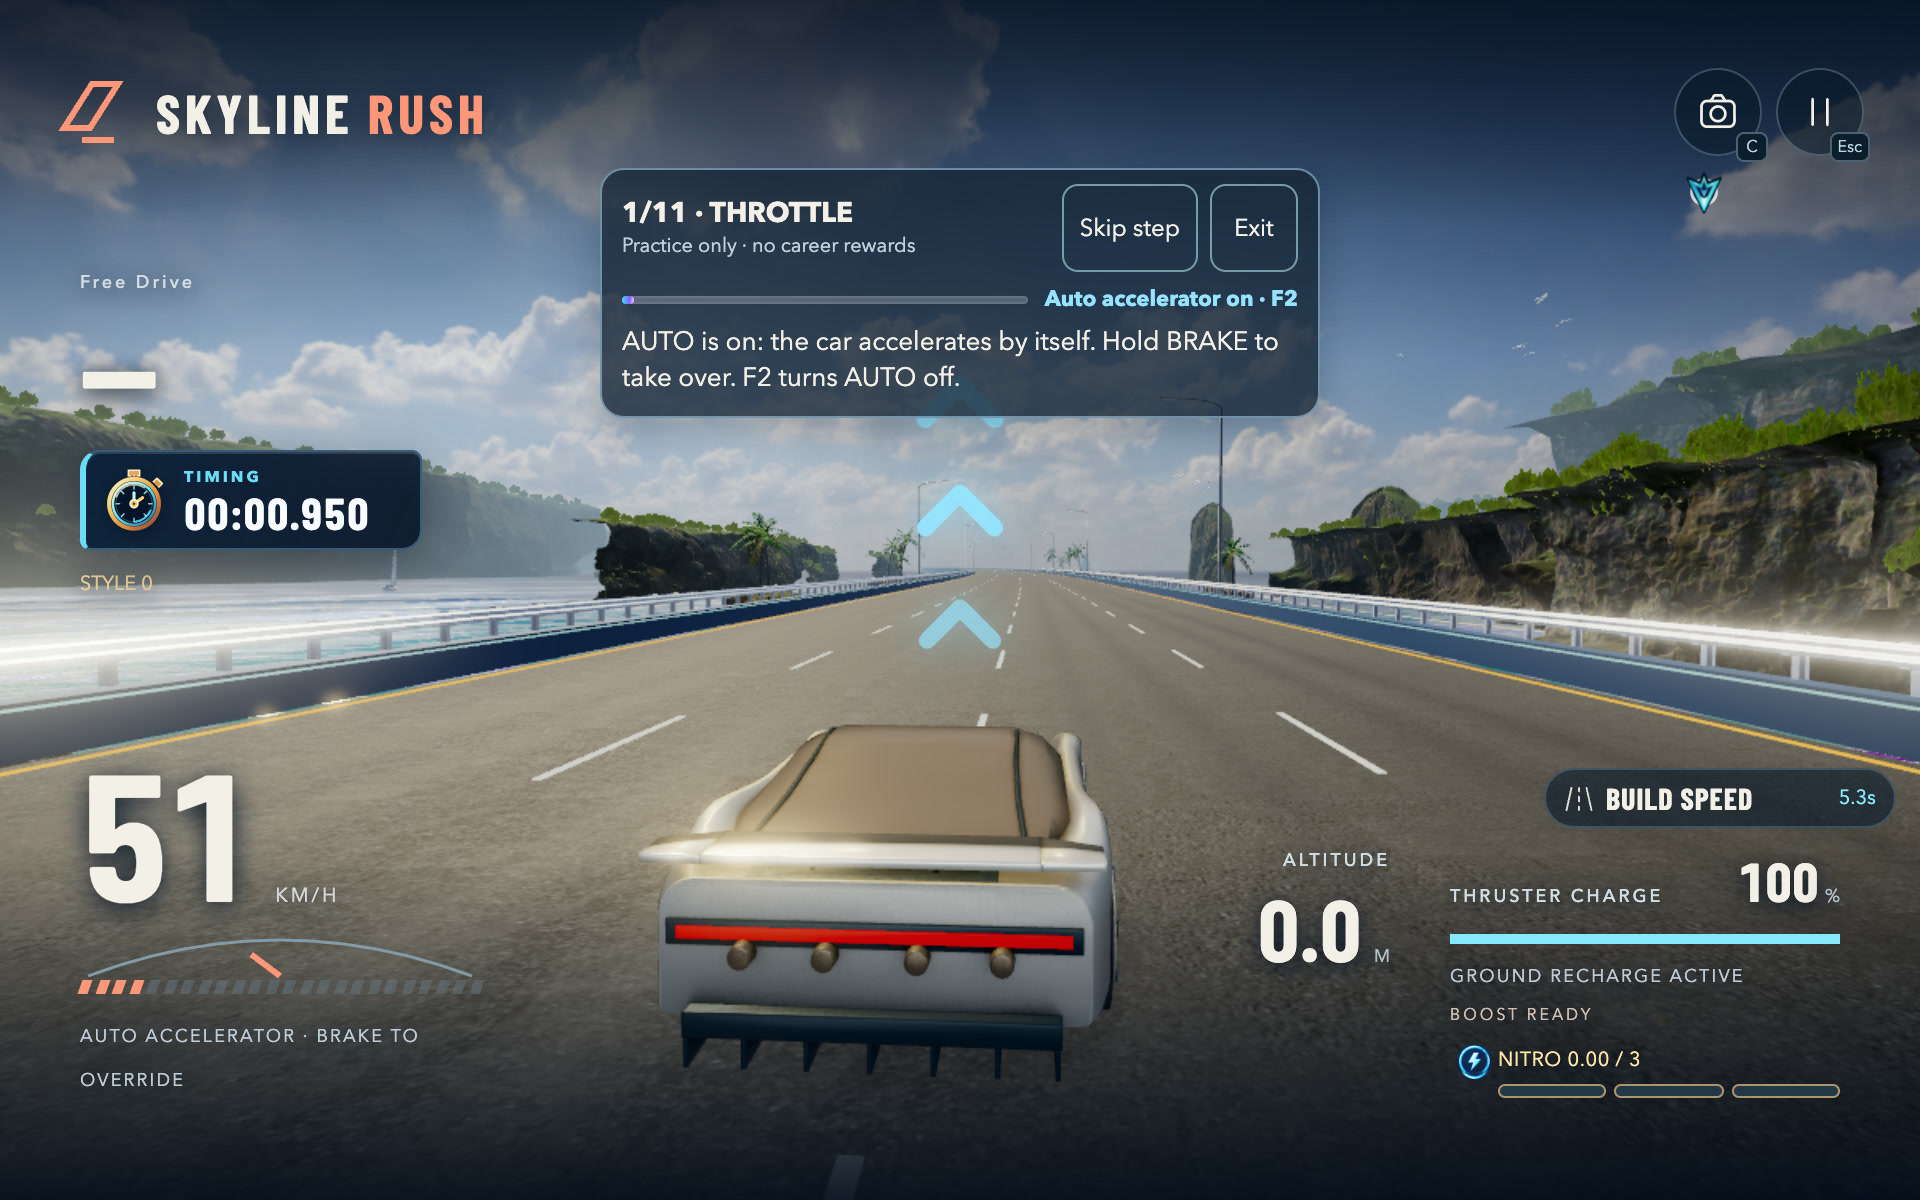 SKYLINE RUSH
C
Esc
1/11 · THROTTLE
Practice only · no career rewards
Skip step
Exit
Auto accelerator on · F2
AUTO is on: the car accelerates by itself. Hold BRAKE to
take over. F2 turns AUTO off.
Free Drive
TIMING
00:00.950
STYLE 0
51 KM/H
AUTO ACCELERATOR · BRAKE TO
OVERRIDE
BUILD SPEED 5.3s
ALTITUDE
0.0 M
THRUSTER CHARGE 100 %
GROUND RECHARGE ACTIVE
BOOST READY
NITRO 0.00 / 3